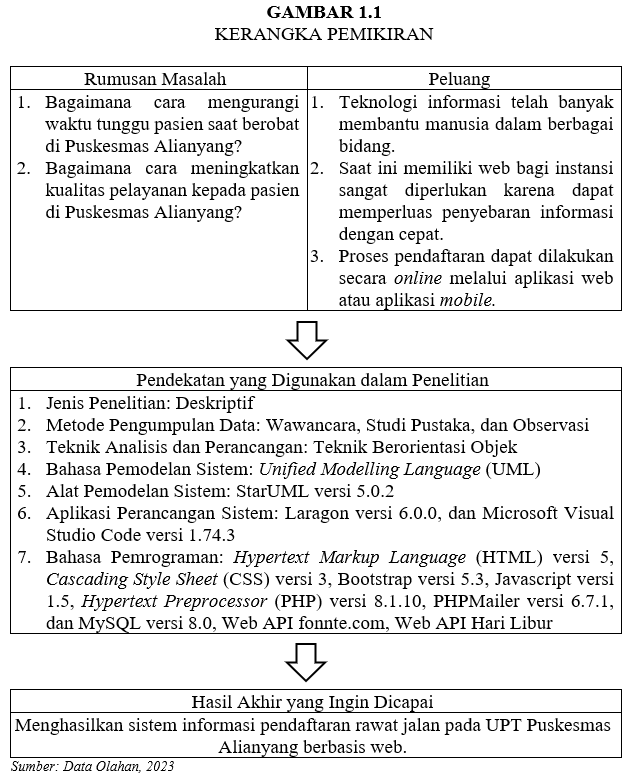 GAMBAR 1.1
KERANGKA PEMIKIRAN
Rumusan Masalah
1. Bagaimana cara mengurangi
waktu tunggu pasien saat berobat
di Puskesmas Alianyang?
2. Bagaimana cara meningkatkan
kualitas pelayanan kepada pasien
di Puskesmas Alianyang?
Peluang
1. Teknologi informasi telah banyak
membantu manusia dalam berbagai
bidang.
2. Saat ini memiliki web bagi instansi
sangat diperlukan karena dapat
memperluas penyebaran informasi
dengan cepat.
3. Proses pendaftaran dapat dilakukan
secara online melalui aplikasi web
atau aplikasi mobile.
Pendekatan yang Digunakan dalam Penelitian
1. Jenis Penelitian: Deskriptif
2. Metode Pengumpulan Data: Wawancara, Studi Pustaka, dan Observasi
3. Teknik Analisis dan Perancangan: Teknik Berorientasi Objek
4. Bahasa Pemodelan Sistem: Unified Modelling Language (UML)
5. Alat Pemodelan Sistem: StarUML versi 5.0.2
6. Aplikasi Perancangan Sistem: Laragon versi 6.0.0, dan Microsoft Visual
Studio Code versi 1.74.3
7. Bahasa Pemrograman: Hypertext Markup Language (HTML) versi 5,
Cascading Style Sheet (CSS) versi 3, Bootstrap versi 5.3, Javascript versi
1.5, Hypertext Preprocessor (PHP) versi 8.1.10, PHPMailer versi 6.7.1,
dan MySQL versi 8.0, Web API fonnte.com, Web API Hari Libur
Hasil Akhir yang Ingin Dicapai
Menghasilkan sistem informasi pendaftaran rawat jalan pada UPT Puskesmas
Alianyang berbasis web.
Sumber: Data Olahan, 2023